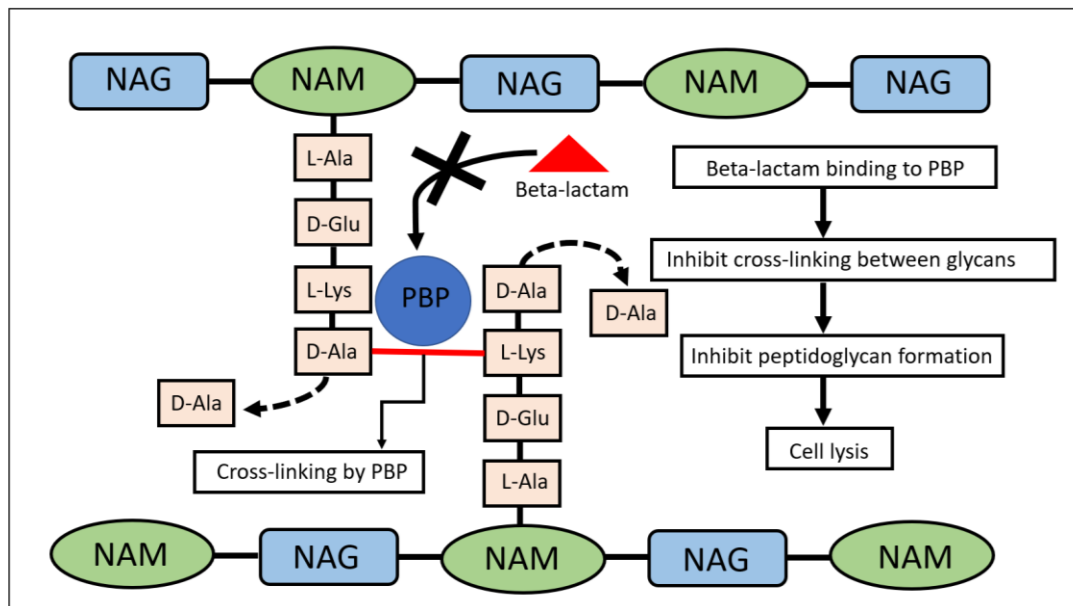 NAG
NAM
NAG
NAM
NAG
L-Ala
D-Glu
L-Lys
D-Ala
D-Ala
Beta-lactam
PBP
Cross-linking by PBP
D-Ala
D-Ala
L-Lys
D-Glu
L-Ala
Beta-lactam binding to PBP
Inhibit cross-linking between glycans
Inhibit peptidoglycan formation
Cell lysis
NAM
NAG
NAM
NAG
NAM